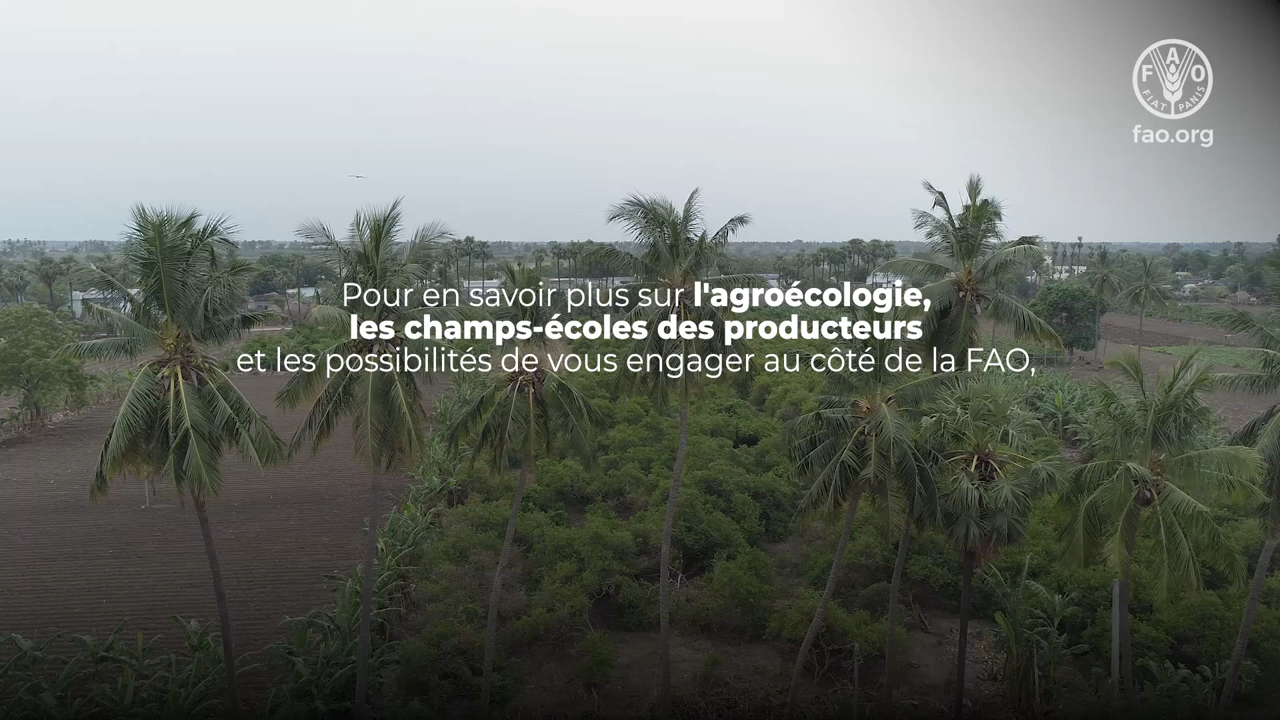 FAO
FIAT PANIS
fao.org
Pour en savoir plus sur l'agroécologie,
les champs-écoles des producteurs
et les possibilités de vous engager au côté de la FAO,